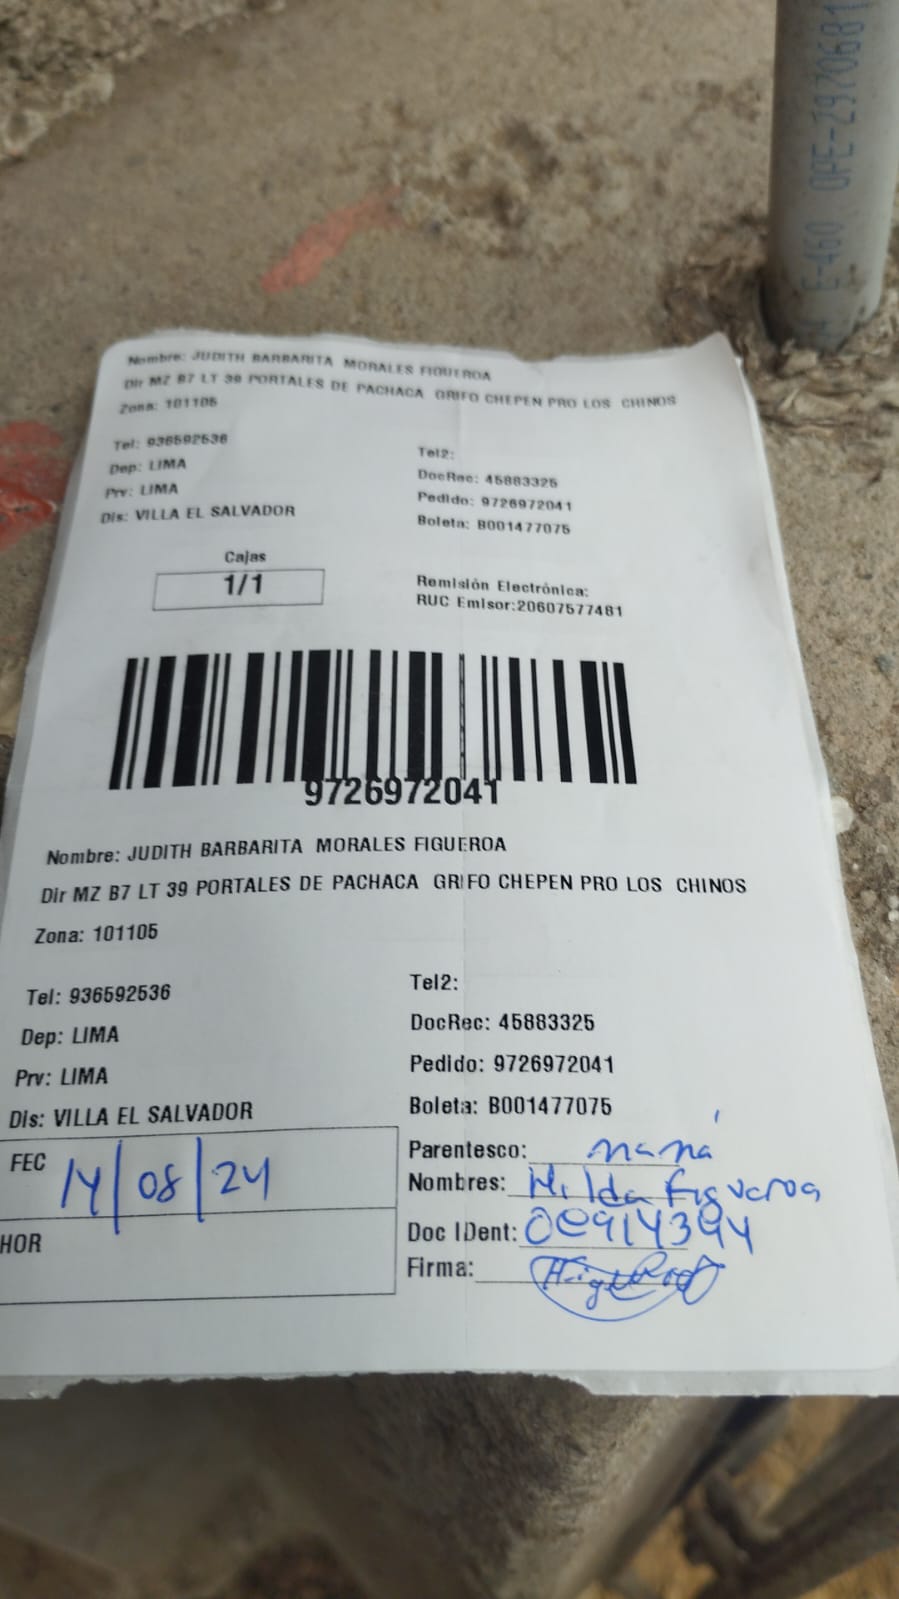 E-460 OPE-2970681
Nombre: JUDITH BARBARITA MORALES FIGUEROA
Dir MZ B7 LT 39 PORTALES DE PACHACA GRIFO CHEPEN PRO LOS CHINOS
Zona: 101105
Tel: 936592536
Tel2:
Dep: LIMA
DocRec: 45883325
Prv: LIMA
Pedido: 9726972041
Dis: VILLA EL SALVADOR
Boleta: B001477075
Cajas
1/1
Remisión Electrónica:
RUC Emisor:20607577481
9726972041
Nombre: JUDITH BARBARITA MORALES FIGUEROA
Dir MZ B7 LT 39 PORTALES DE PACHACA GRIFO CHEPEN PRO LOS CHINOS
Zona: 101105
Tel: 936592536
Tel2:
Dep: LIMA
DocRec: 45883325
Prv: LIMA
Pedido: 9726972041
Dis: VILLA EL SALVADOR
Boleta: B001477075
FEC 14/08/24
HOR
Parentesco: mamá
Nombres: Hilda Figueroa
Doc IDent:
Firma: